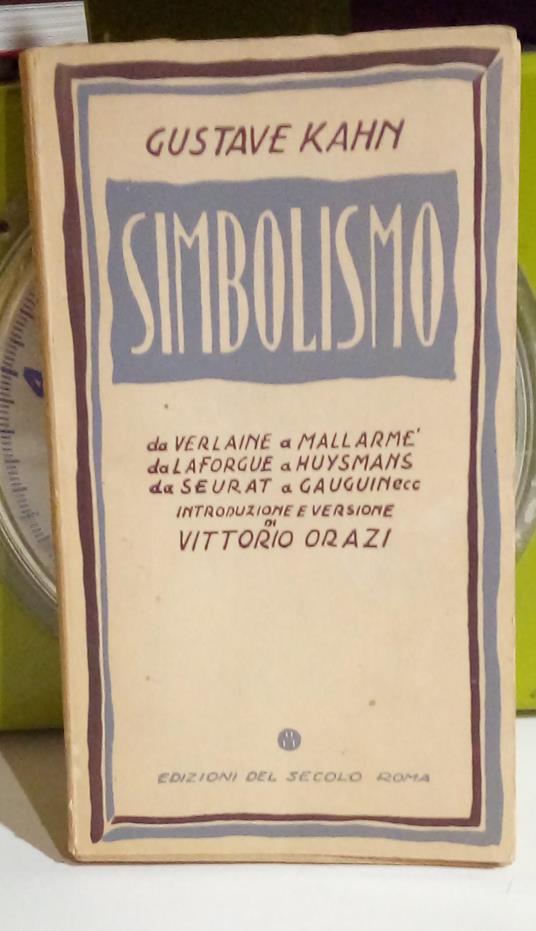 GUSTAVE KAHN
SIMBOLISMO
da VERLAINE a MALLARME'
da LAFORGUE a HUYSMANS
da SEURAT a GAUGUIN ecc
INTRODUZIONE E VERSIONE
DI
VITTORIO ORAZI
EDIZIONI DEL SECOLO ROMA